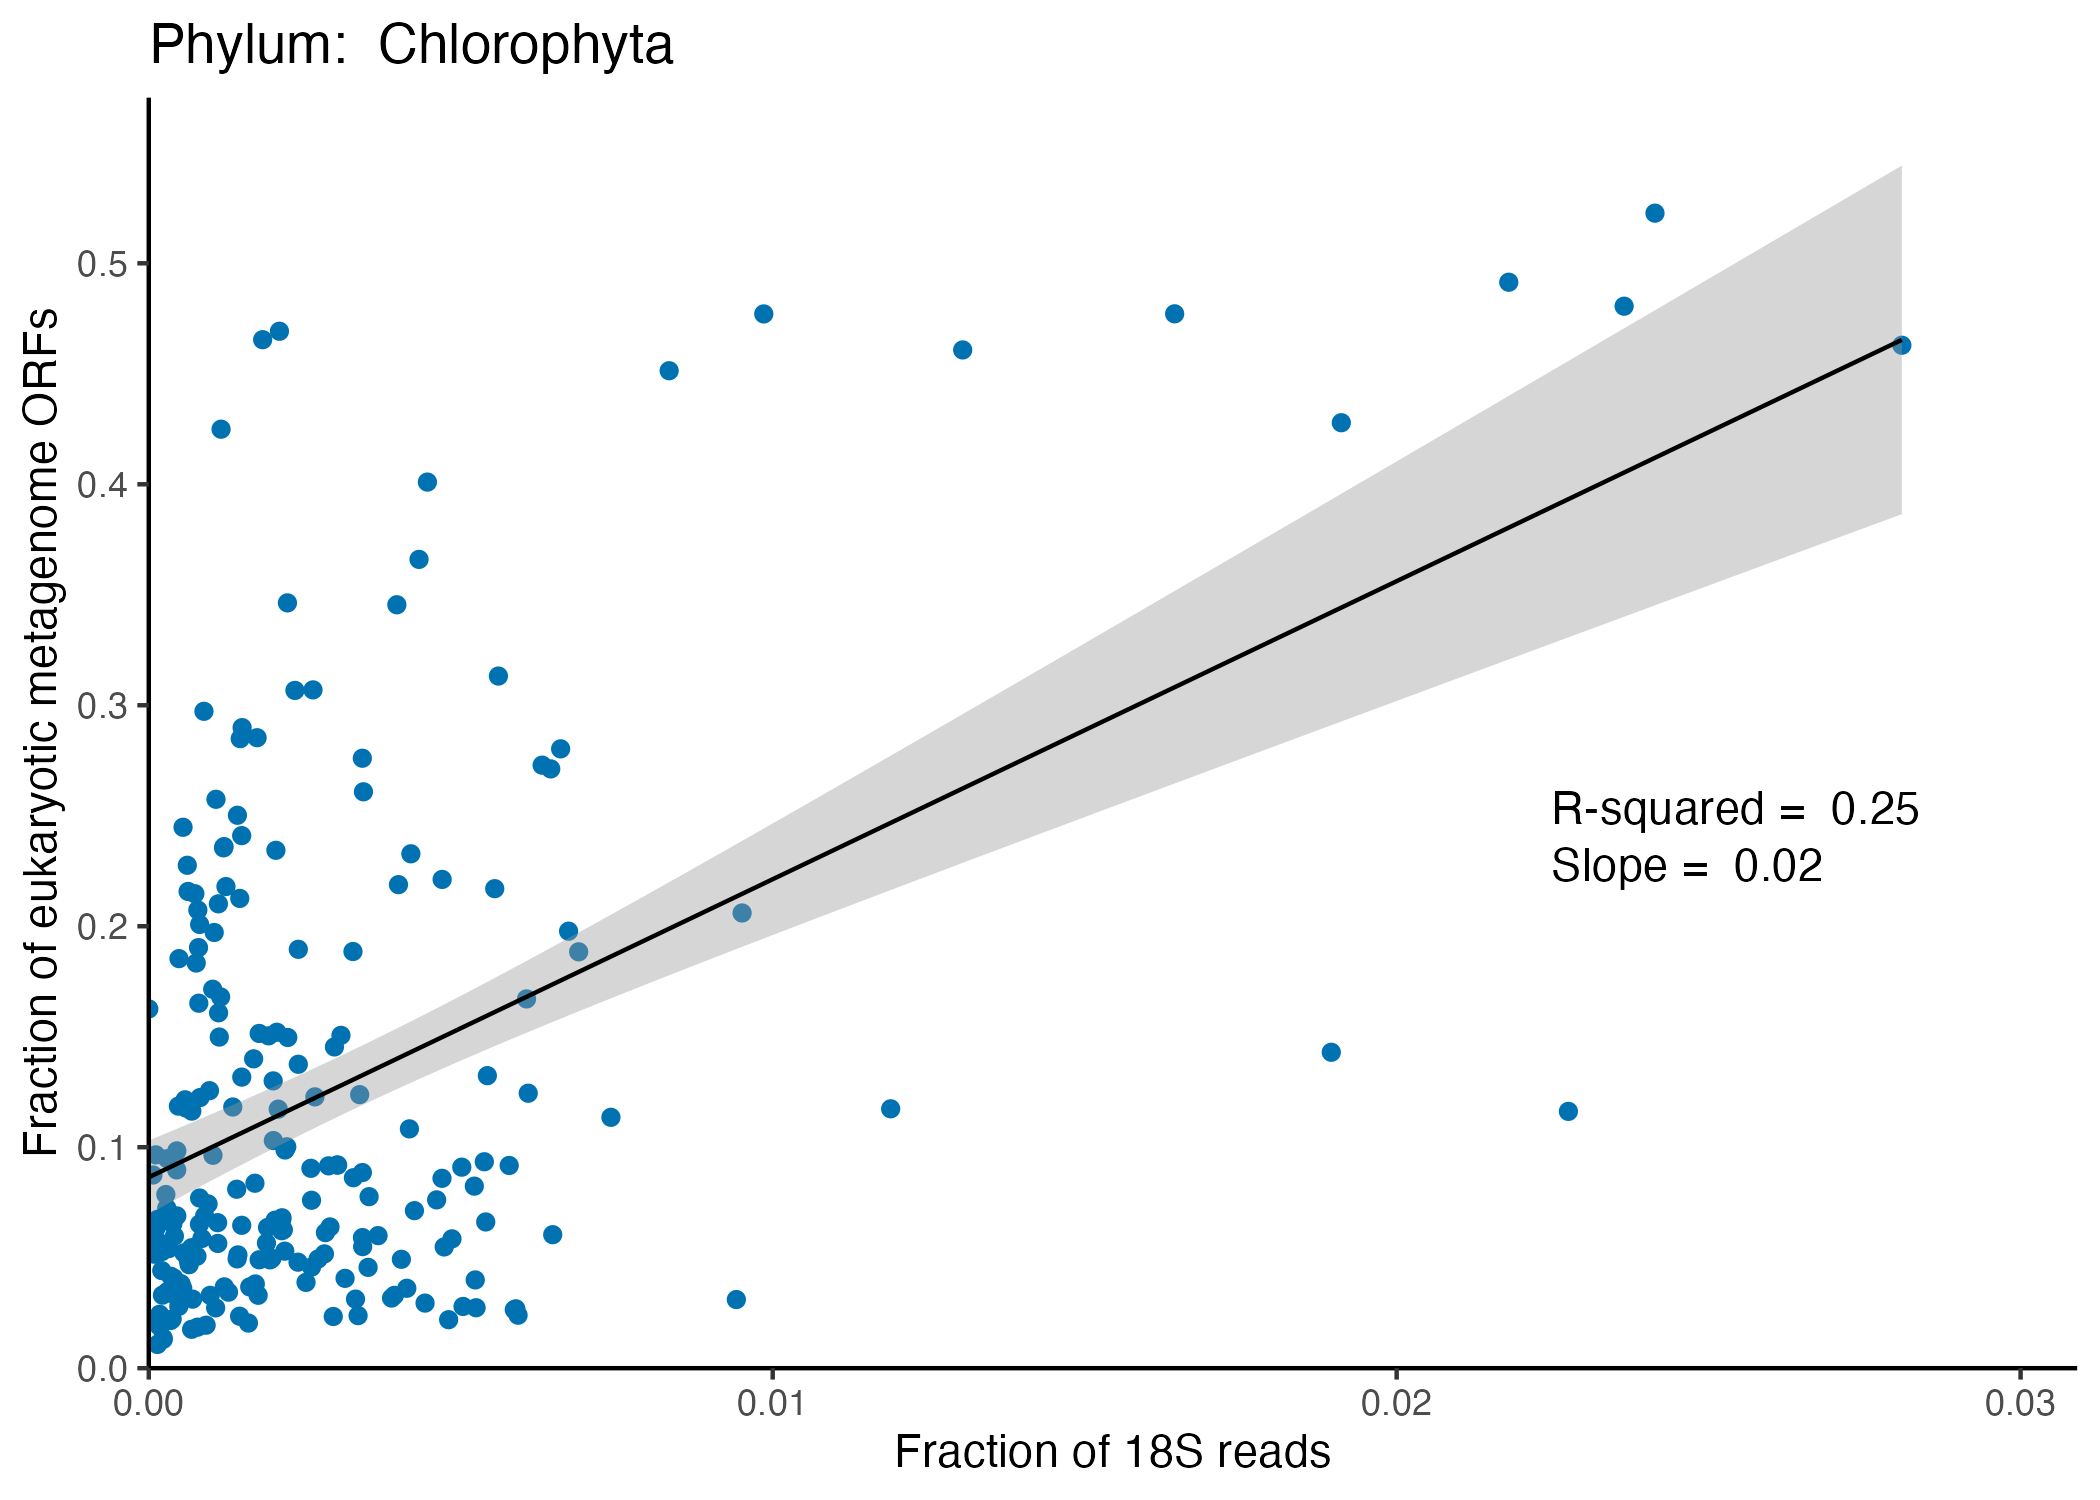 Phylum:  Chlorophyta
Fraction of eukaryotic metagenome ORFs
0.5
0.4
0.3
0.2
0.1
0.0
R-squared =  0.25
Slope =  0.02
0.00
0.01
0.02
0.03
Fraction of 18S reads